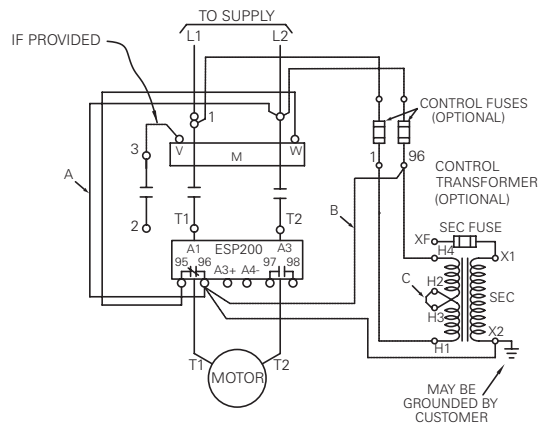 TO SUPPLY
IF PROVIDED
L1
L2
1
CONTROL FUSES
(OPTIONAL)
V
M
W
3
1
96
CONTROL
TRANSFORMER
(OPTIONAL)
A
B
2
T1
T2
SEC FUSE
XF
H4
X1
A1
ESP200
A3
95
96
A3+
A4-
97
98
C
H2
SEC
H3
X2
H1
T1
T2
MOTOR
MAY BE
GROUNDED BY
CUSTOMER